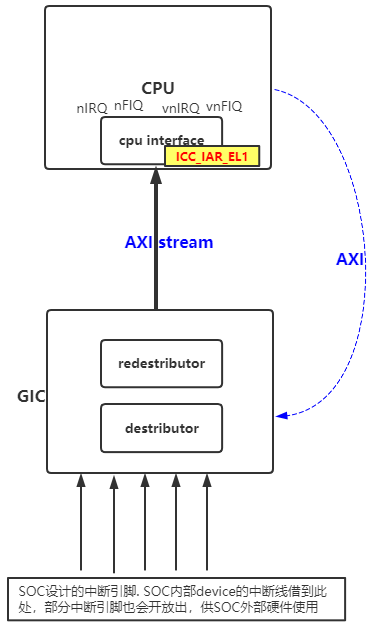 CPU
nIRQ nFIQ vnIRQ vnFIQ
cpu interface
ICC_IAR_EL1
AXI stream
AXI
redestributor
GIC
destributor
SOC设计的中断引脚. SOC内部device的中断线借到此
处，部分中断引脚也会开放出，供SOC外部硬件使用